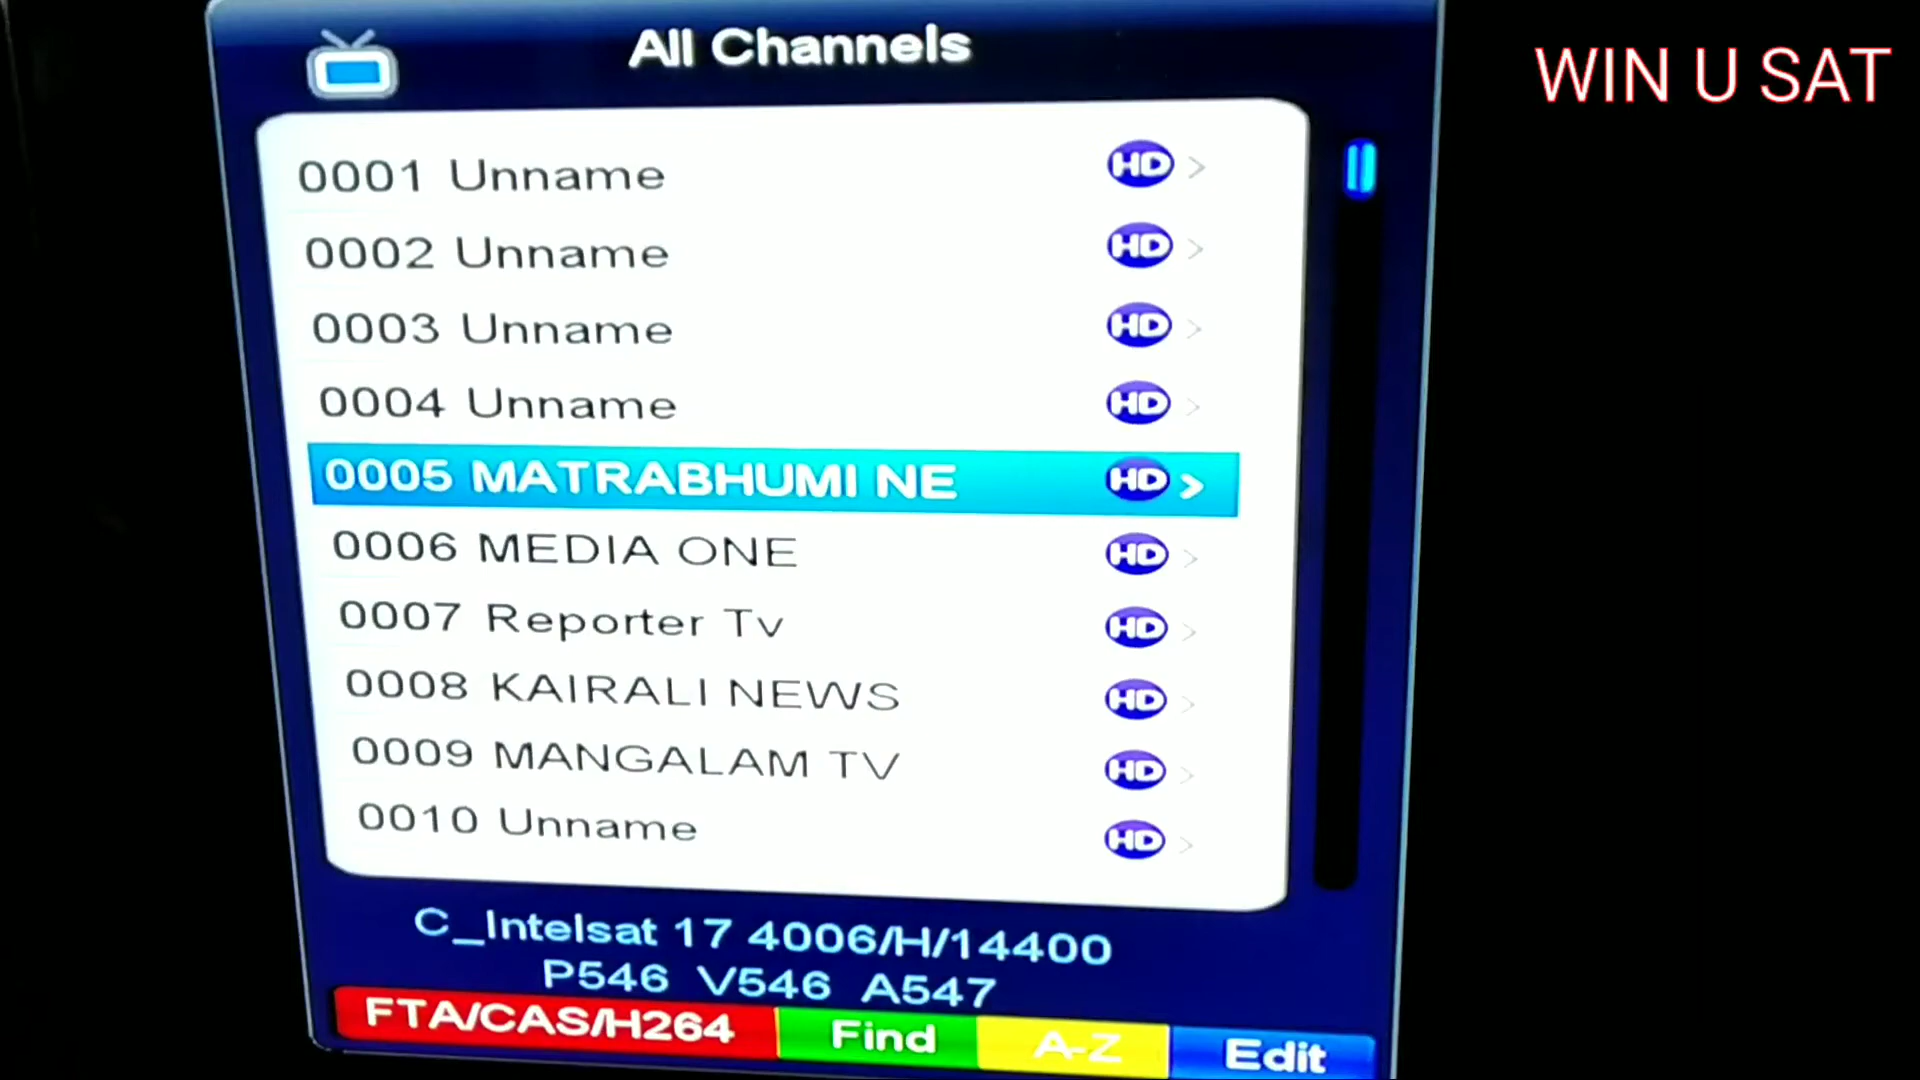 All Channels
WIN U SAT
0001 Unname HD >
0002 Unname HD >
0003 Unname HD >
0004 Unname HD >
0005 MATRABHUMI NE HD >
0006 MEDIA ONE HD >
0007 Reporter Tv HD >
0008 KAIRALI NEWS HD >
0009 MANGALAM TV HD >
0010 Unname HD >
C_Intelsat 17 4006/H/14400
P546 V546 A547
FTA/CAS/H264 Find A-Z Edit